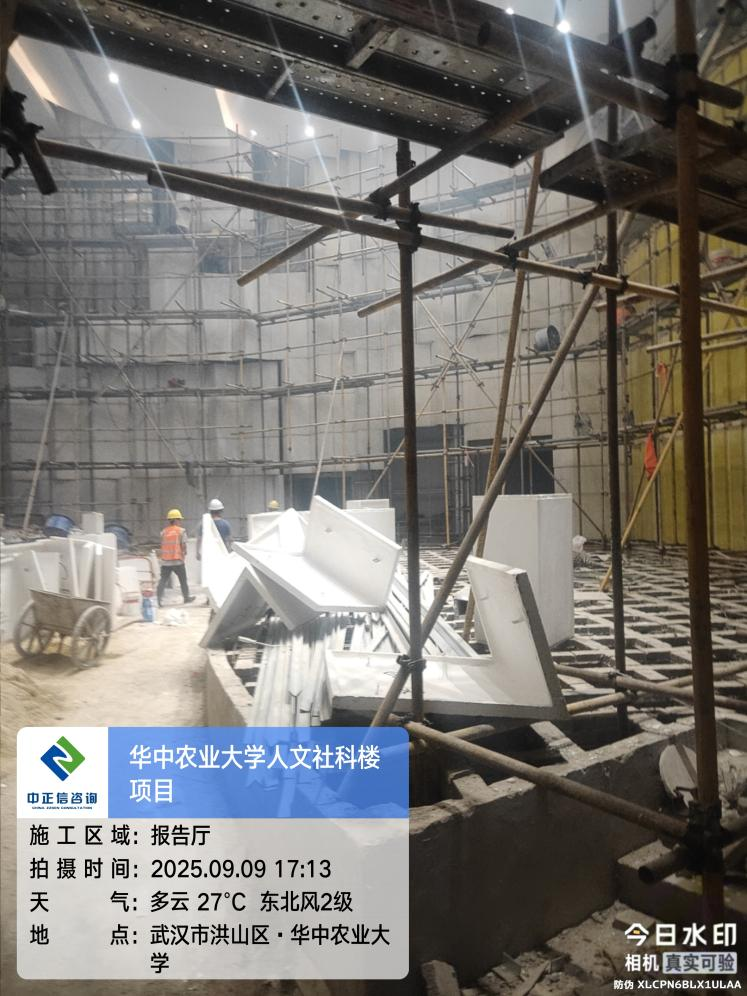 中正信咨询
CHINA ZZXIN CONSULTATION
华中农业大学人文社科楼
项目
施工区域：报告厅
拍摄时间：2025.09.09 17:13
天气：多云 27℃ 东北风2级
地点：武汉市洪山区·华中农业大
学
今日水印
相机 真实可验
防伪 XLCPN6BLX1ULAA